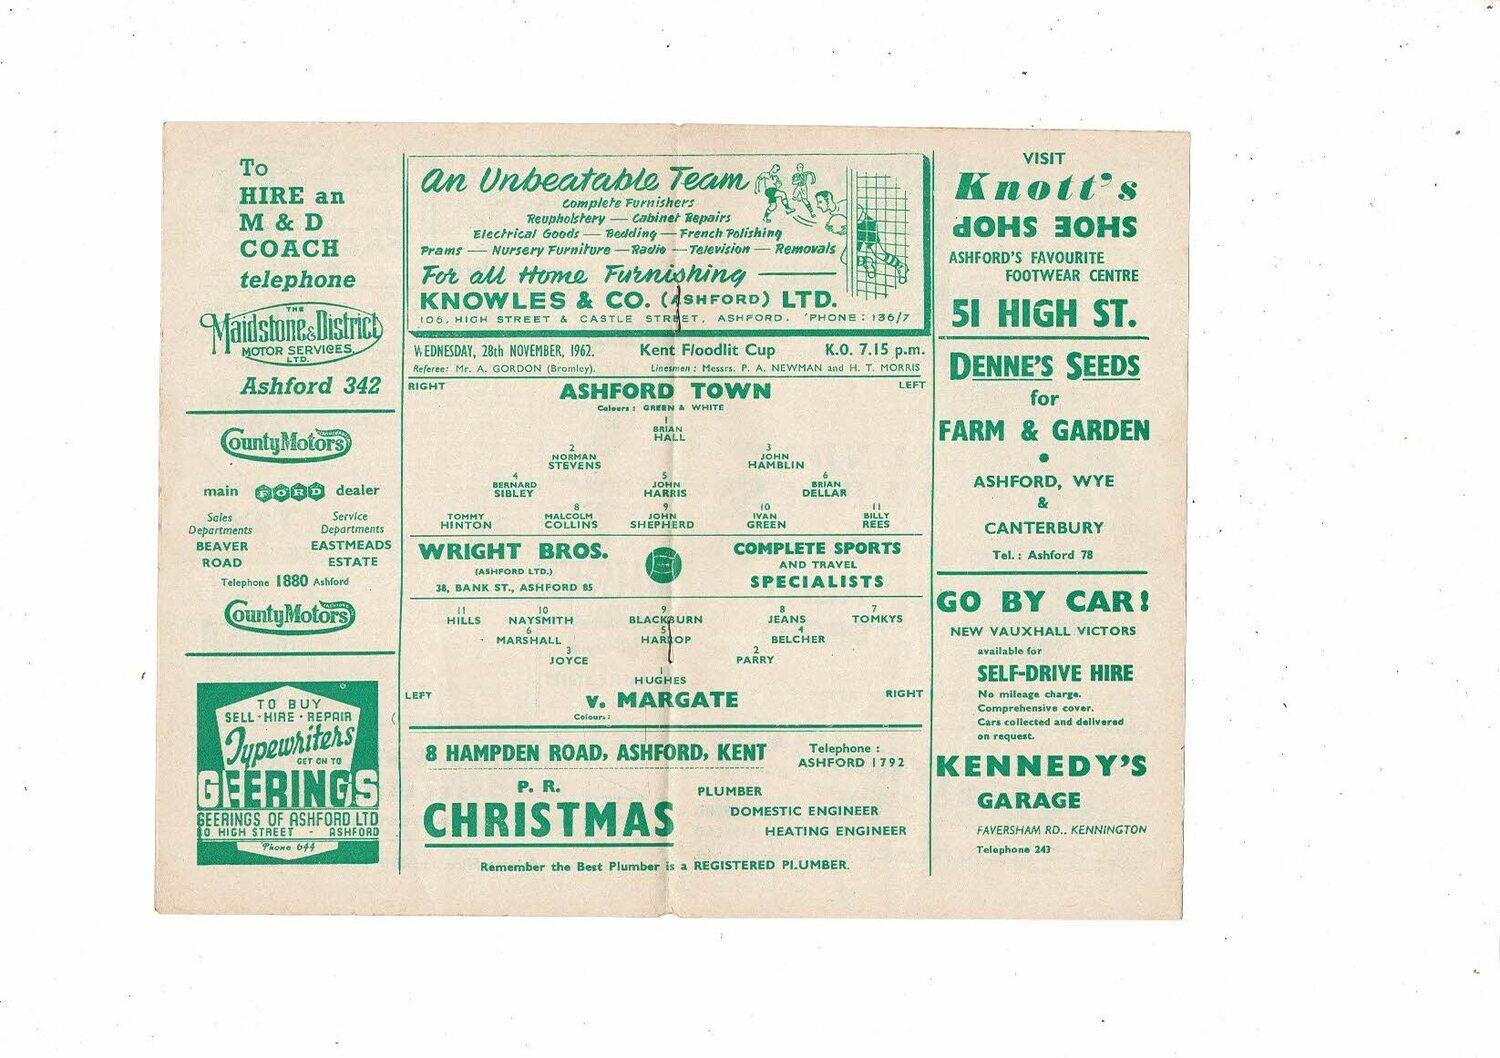 To
HIRE an
M & D
COACH
telephone
THE
Maidstone & District
MOTOR SERVICES
LTD.
Ashford 342
County Motors
main FORD dealer
Sales Service
Departments Departments
BEAVER EASTMEADS
ROAD ESTATE
Telephone 1880 Ashford
County Motors
TO BUY
SELL · HIRE · REPAIR
Typewriters
GET ON TO
GEERINGS
GEERINGS OF ASHFORD LTD
HIGH STREET - ASHFORD
Phone 644
An Unbeatable Team
Complete Furnishers
Reupholstery — Cabinet Repairs
Electrical Goods — Bedding — French Polishing
Prams — Nursery Furniture — Radio — Television — Removals
For all Home Furnishing
KNOWLES & CO. (ASHFORD) LTD.
106, HIGH STREET & CASTLE STREET, ASHFORD. 'PHONE : 136/7
WEDNESDAY, 28th NOVEMBER, 1962. Kent Floodlit Cup K.O. 7.15 p.m.
Referee: Mr. A. GORDON (Bromley). Linesmen : Messrs. P. A. NEWMAN and H. T. MORRIS
RIGHT LEFT
ASHFORD TOWN
Colours : GREEN & WHITE
1
BRIAN
HALL
2 3
NORMAN JOHN
STEVENS HAMBLIN
4 5 6
BERNARD JOHN BRIAN
SIBLEY HARRIS DELLAR
8 9 10 11
TOMMY MALCOLM JOHN IVAN BILLY
HINTON COLLINS SHEPHERD GREEN REES
WRIGHT BROS.
(ASHFORD LTD.)
38, BANK ST., ASHFORD 85
COMPLETE SPORTS
AND TRAVEL
SPECIALISTS
11 10 9 8 7
HILLS NAYSMITH BLACKBURN JEANS TOMKYS
6 5 4
MARSHALL HARROP BELCHER
3 2
JOYCE PARRY
1
HUGHES
LEFT RIGHT
v. MARGATE
Colours :
8 HAMPDEN ROAD, ASHFORD, KENT
Telephone :
ASHFORD 1792
P. R.
CHRISTMAS
PLUMBER
DOMESTIC ENGINEER
HEATING ENGINEER
Remember the Best Plumber is a REGISTERED PLUMBER.
VISIT
Knott's
SHOE SHOP
ASHFORD'S FAVOURITE
FOOTWEAR CENTRE
51 HIGH ST.
DENNE'S SEEDS
for
FARM & GARDEN
ASHFORD, WYE
&
CANTERBURY
Tel. : Ashford 78
GO BY CAR!
NEW VAUXHALL VICTORS
available for
SELF-DRIVE HIRE
No mileage charge.
Comprehensive cover.
Cars collected and delivered
on request.
KENNEDY'S
GARAGE
FAVERSHAM RD., KENNINGTON
Telephone 243